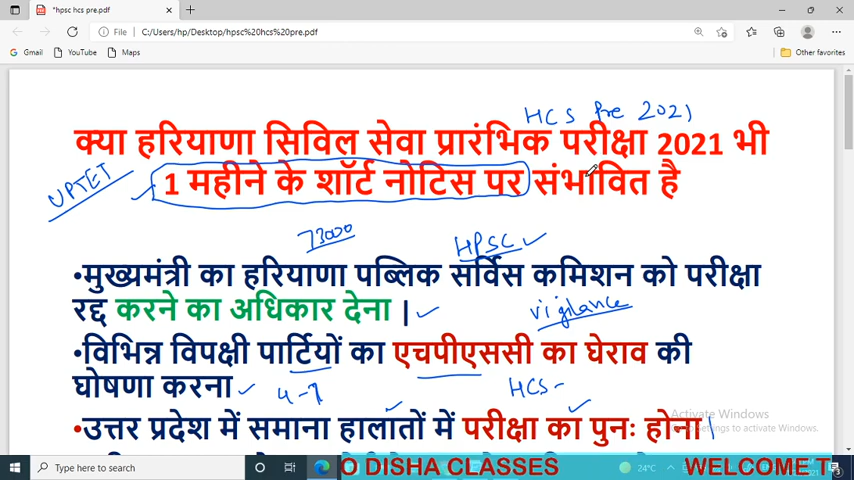 *hpsc hcs pre.pdf
File
C:/Users/hp/Desktop/hpsc%20hcs%20pre.pdf
Gmail
YouTube
Maps
Other favorites
HCS Pre 2021
क्या हरियाणा सिविल सेवा प्रारंभिक परीक्षा 2021 भी
UPTET
1 महीने के शॉर्ट नोटिस पर संभावित है
73000
HPSC
•मुख्यमंत्री का हरियाणा पब्लिक सर्विस कमिशन को परीक्षा
रद्द करने का अधिकार देना |
vigilance
•विभिन्न विपक्षी पार्टियों का एचपीएससी का घेराव की
घोषणा करना
HCS-
•उत्तर प्रदेश में समाना हालातों में परीक्षा का पुनः होना
Activate Windows
Go to Settings to activate Windows.
Type here to search
24°C
O DISHA CLASSES
WELCOME T